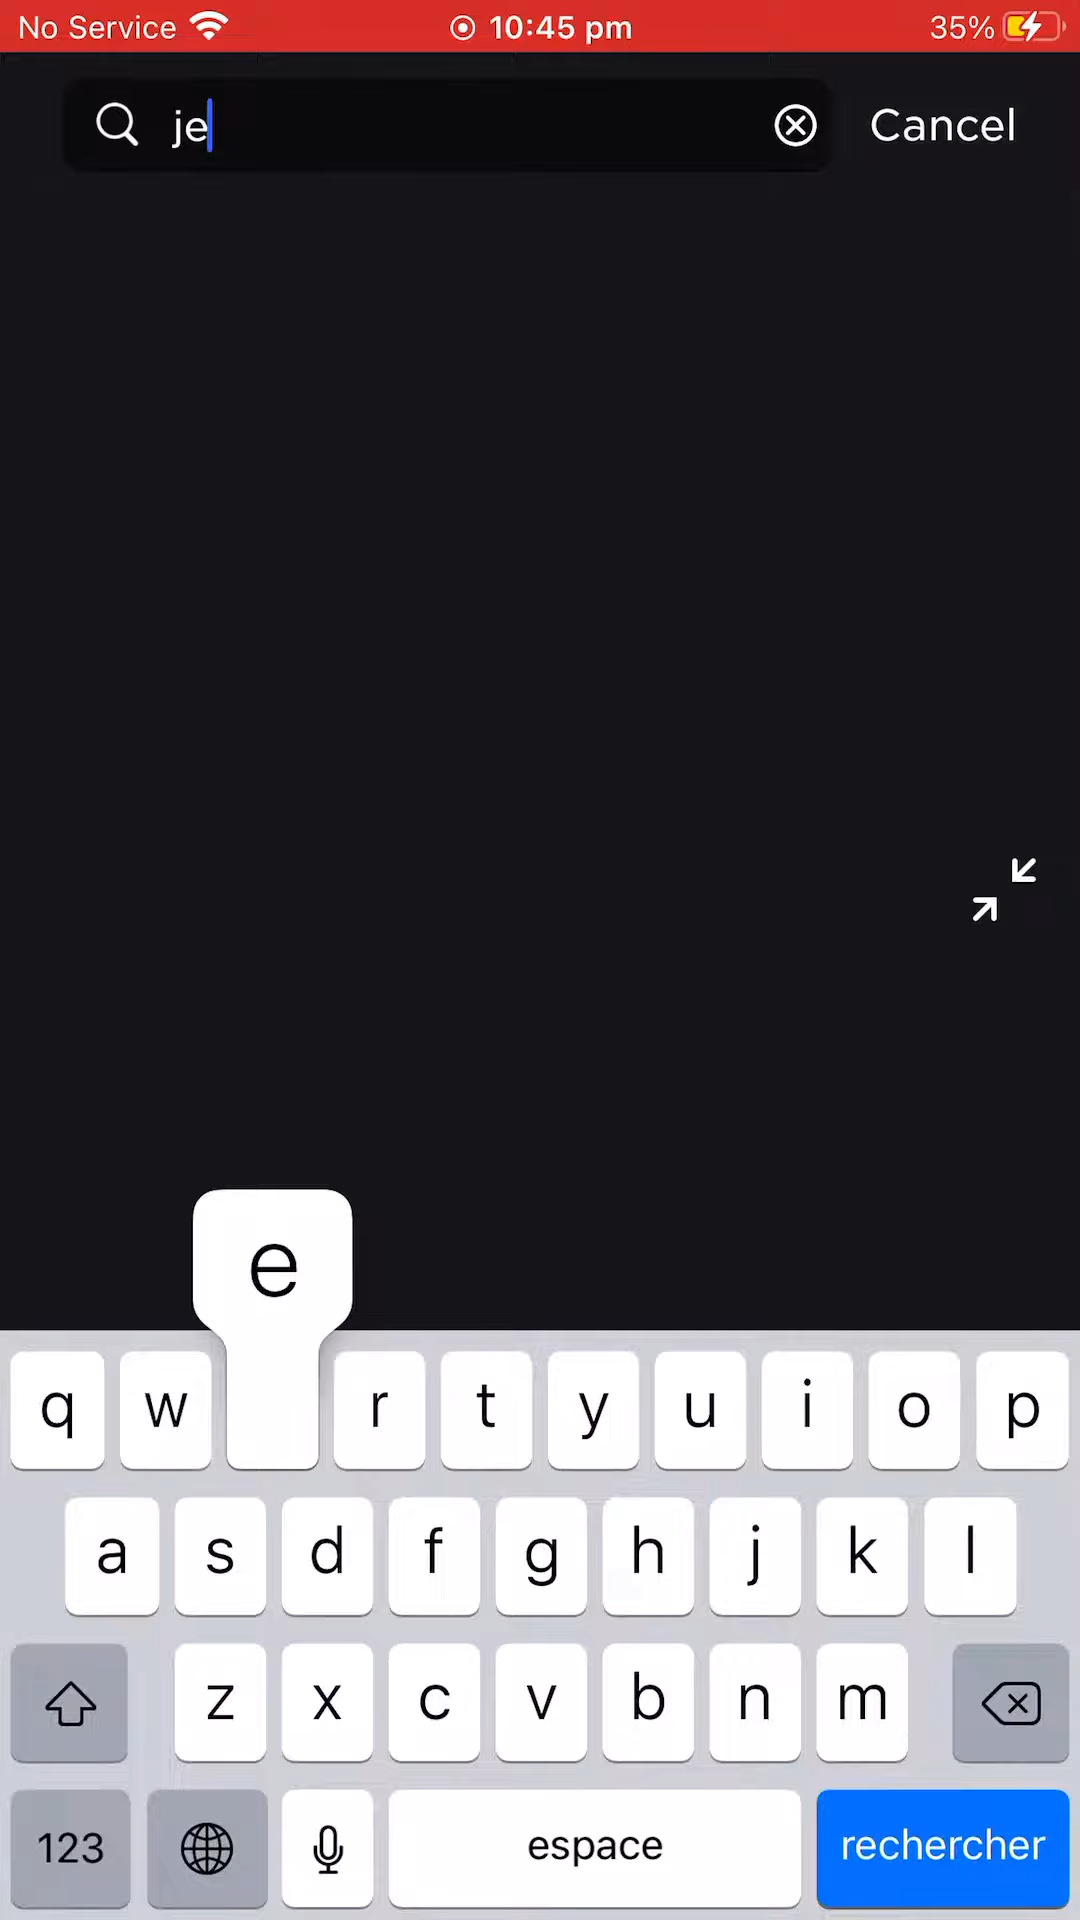 No Service 10:45 pm 35%
je Cancel
e
q w r t y u i o p
a s d f g h j k l
z x c v b n m
123 espace rechercher